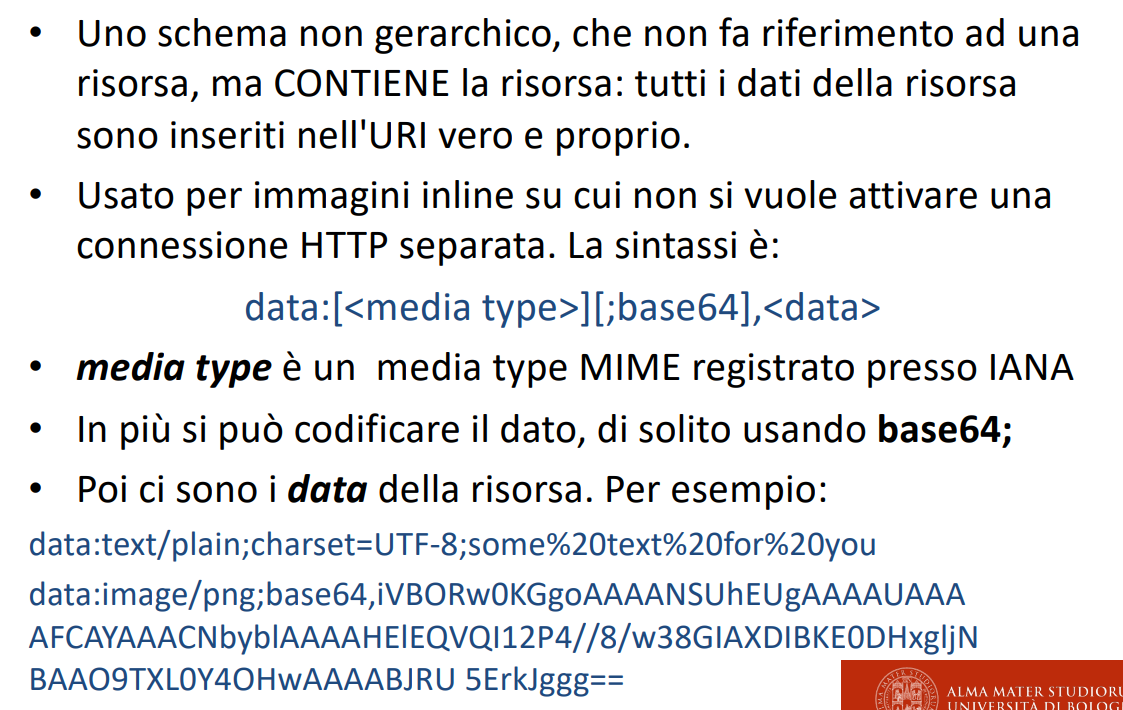 • Uno schema non gerarchico, che non fa riferimento ad una
risorsa, ma CONTIENE la risorsa: tutti i dati della risorsa
sono inseriti nell'URI vero e proprio.
• Usato per immagini inline su cui non si vuole attivare una
connessione HTTP separata. La sintassi è:
data:[<media type>][;base64],<data>
• media type è un  media type MIME registrato presso IANA
• In più si può codificare il dato, di solito usando base64;
• Poi ci sono i data della risorsa. Per esempio:
data:text/plain;charset=UTF-8;some%20text%20for%20you
data:image/png;base64,iVBORw0KGgoAAAANSUhEUgAAAAUAAA
AFCAYAAACNbyblAAAAHElEQVQI12P4//8/w38GIAXDIBKE0DHxgljN
BAAO9TXL0Y4OHwAAAABJRU 5ErkJggg==
ALMA MATER STUDIORU
UNIVERSITÀ DI BOLOG